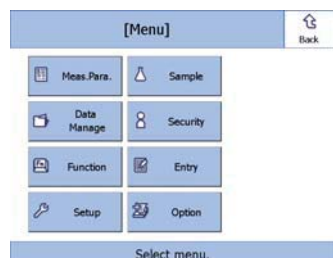 [Menu]
Back
Meas.Para.
Sample
Data
Manage
Security
Function
Entry
Setup
Option
Select menu.